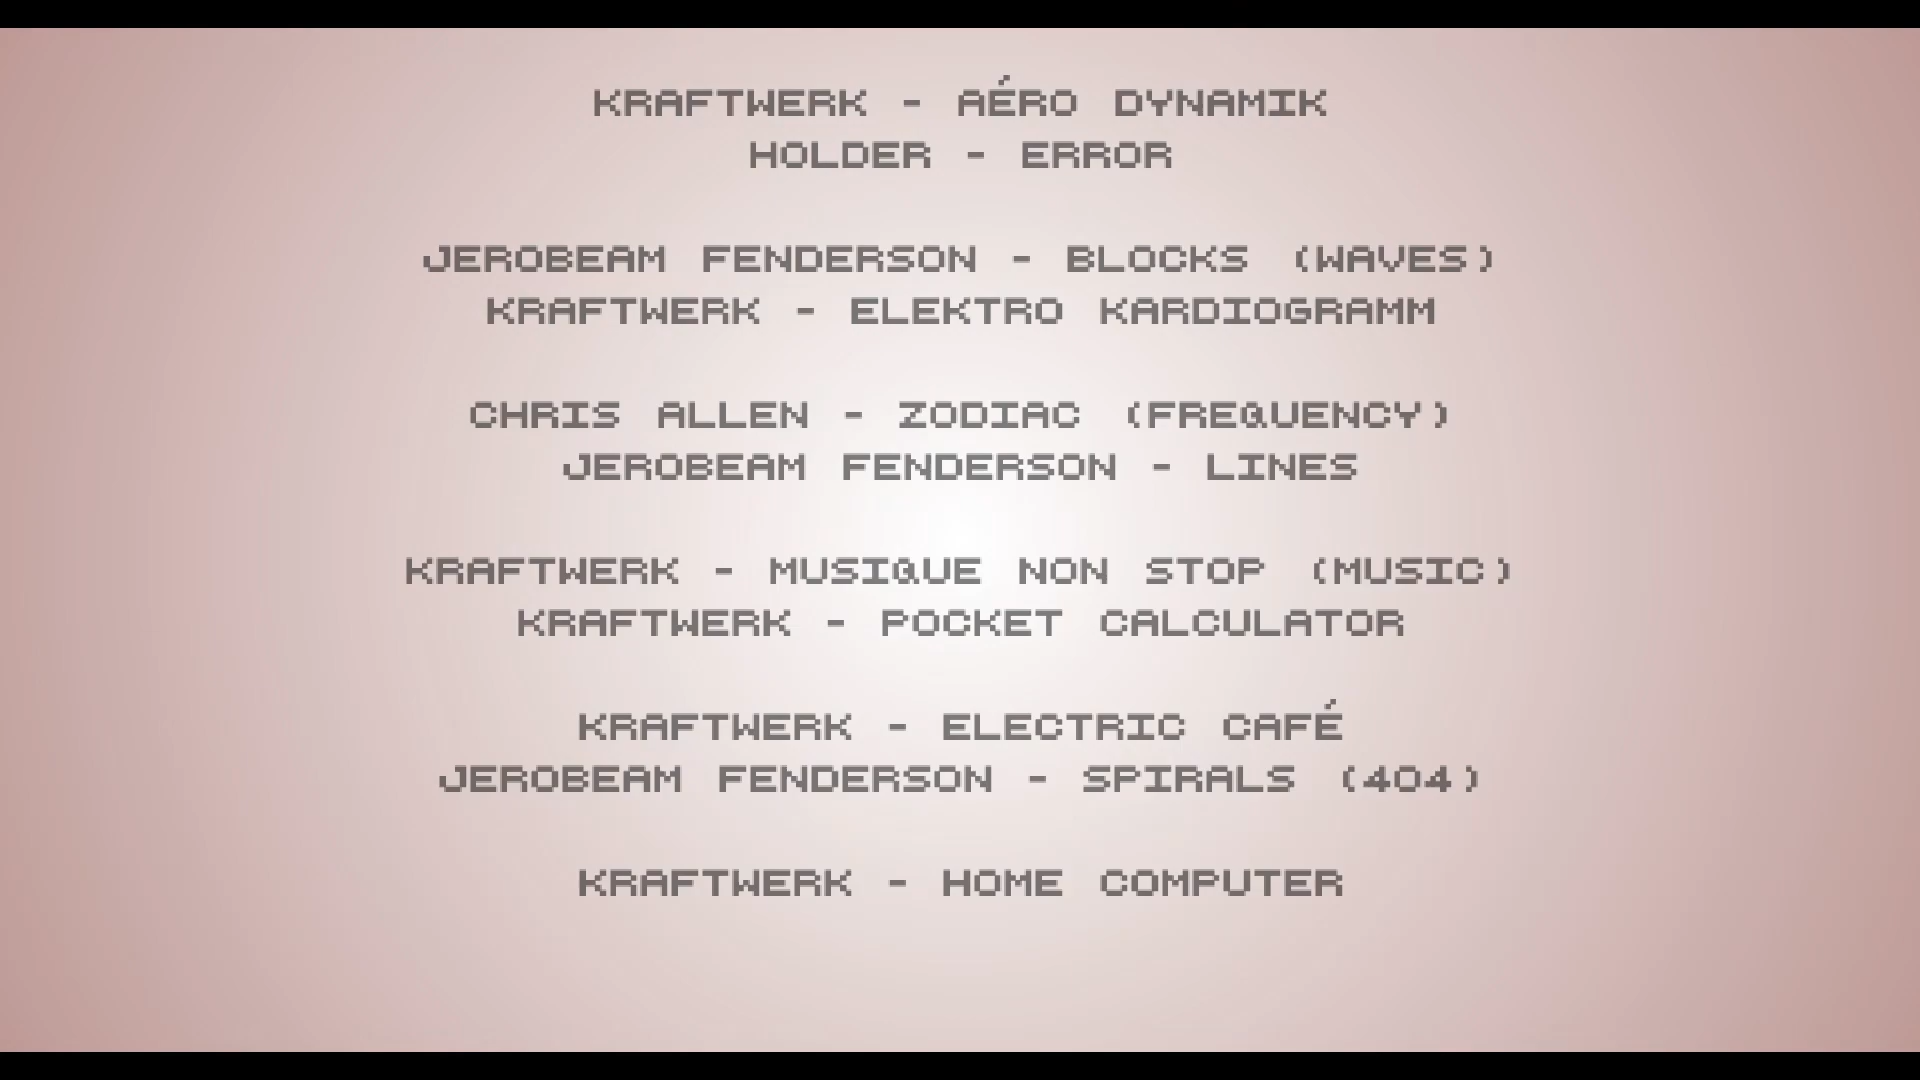 KRAFTWERK - AÉRO DYNAMIK
HOLDER - ERROR
JEROBEAM FENDERSON - BLOCKS (WAVES)
KRAFTWERK - ELEKTRO KARDIOGRAMM
CHRIS ALLEN - ZODIAC (FREQUENCY)
JEROBEAM FENDERSON - LINES
KRAFTWERK - MUSIQUE NON STOP (MUSIC)
KRAFTWERK - POCKET CALCULATOR
KRAFTWERK - ELECTRIC CAFÉ
JEROBEAM FENDERSON - SPIRALS (404)
KRAFTWERK - HOME COMPUTER